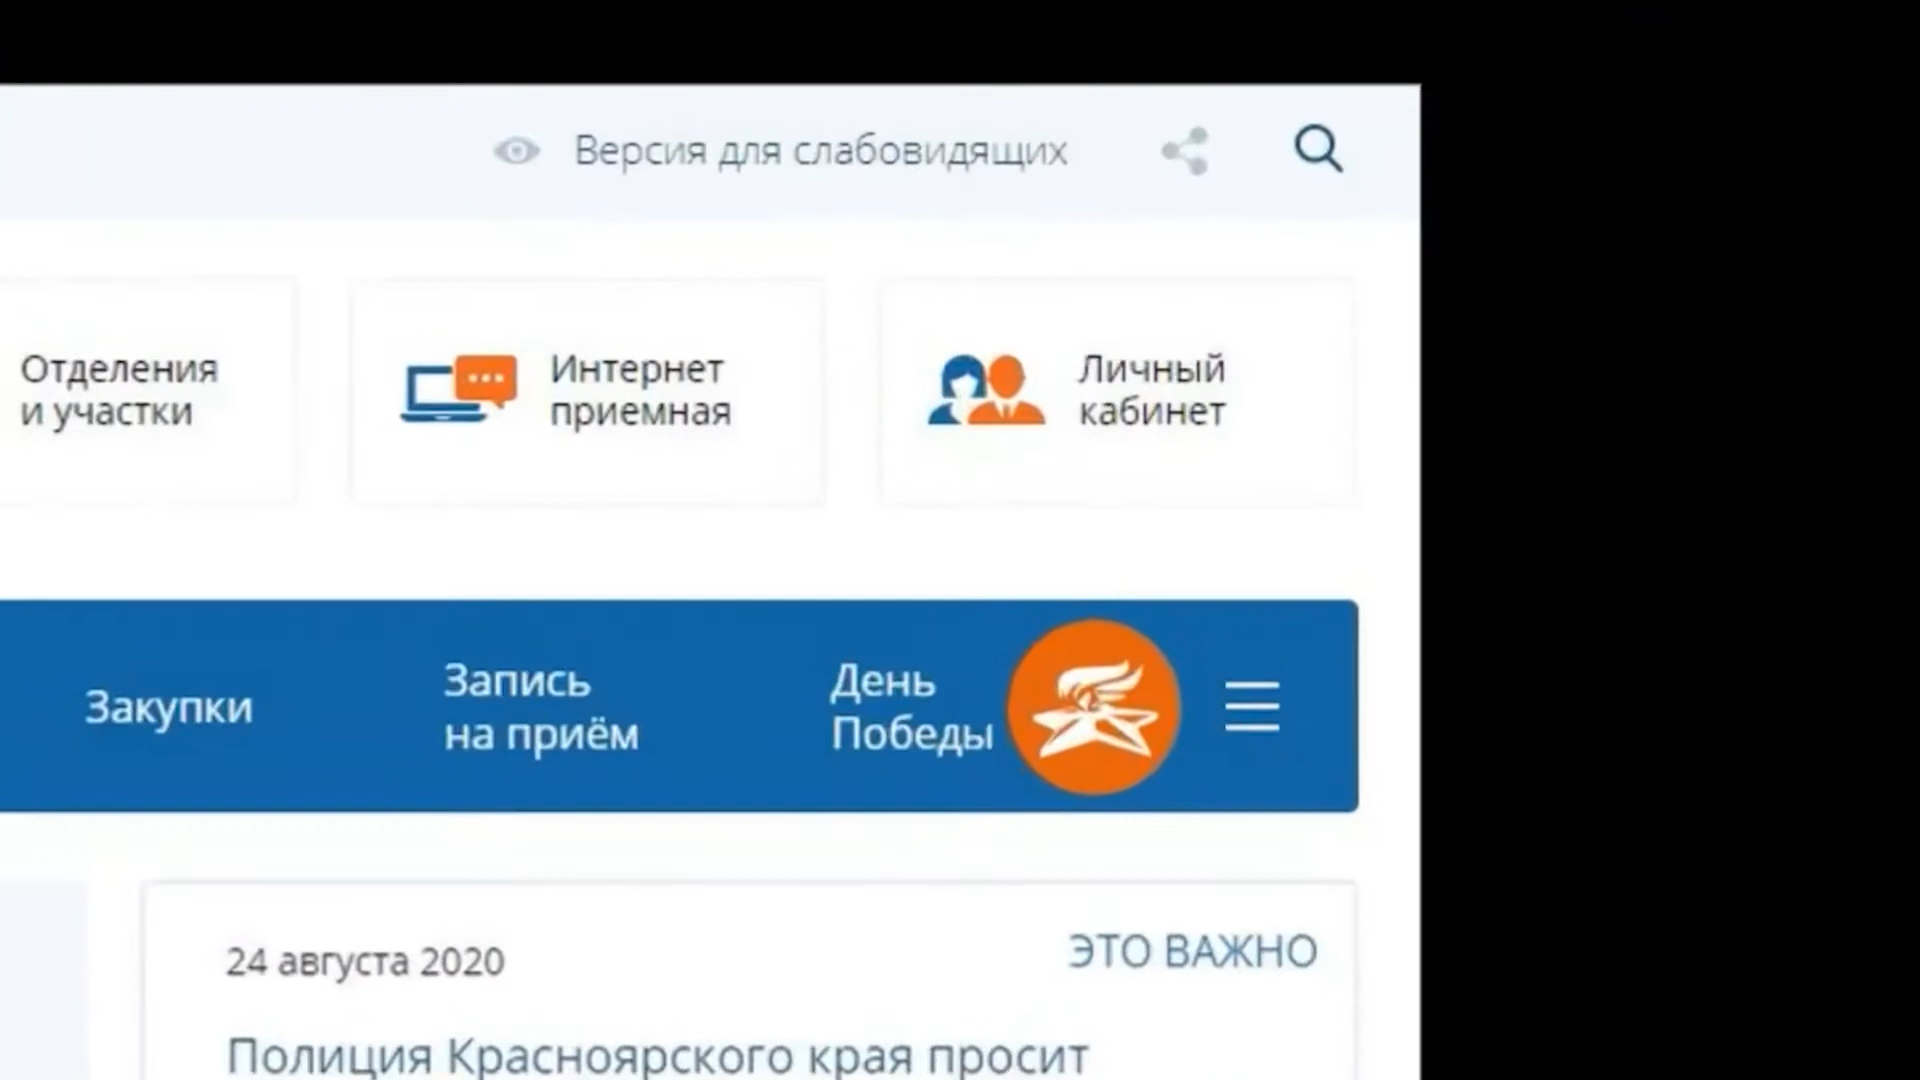 Версия для слабовидящих
Отделения
и участки
Интернет
приемная
Личный
кабинет
Закупки
Запись
на приём
День
Победы
24 августа 2020
ЭТО ВАЖНО
Полиция Красноярского края просит